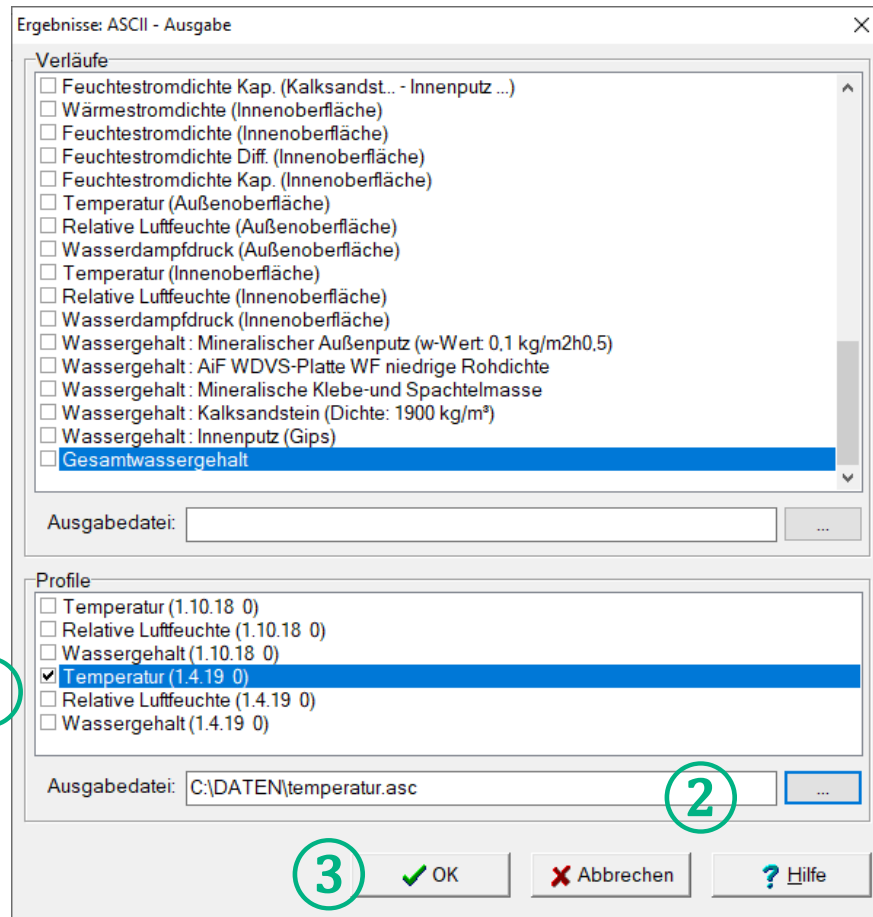 Ergebnisse: ASCII - Ausgabe
Verläufe
Feuchtestromdichte Kap. (Kalksandst... - Innenputz ...)
Wärmestromdichte (Innenoberfläche)
Feuchtestromdichte (Innenoberfläche)
Feuchtestromdichte Diff. (Innenoberfläche)
Feuchtestromdichte Kap. (Innenoberfläche)
Temperatur (Außenoberfläche)
Relative Luftfeuchte (Außenoberfläche)
Wasserdampfdruck (Außenoberfläche)
Temperatur (Innenoberfläche)
Relative Luftfeuchte (Innenoberfläche)
Wasserdampfdruck (Innenoberfläche)
Wassergehalt : Mineralischer Außenputz (w-Wert: 0,1 kg/m2h0,5)
Wassergehalt : AiF WDVS-Platte WF niedrige Rohdichte
Wassergehalt : Mineralische Klebe-und Spachtelmasse
Wassergehalt : Kalksandstein (Dichte: 1900 kg/m³)
Wassergehalt : Innenputz (Gips)
Gesamtwassergehalt
Ausgabedatei: ...
Profile
Temperatur (1.10.18 0)
Relative Luftfeuchte (1.10.18 0)
Wassergehalt (1.10.18 0)
Temperatur (1.4.19 0)
Relative Luftfeuchte (1.4.19 0)
Wassergehalt (1.4.19 0)
Ausgabedatei: C:\DATEN\temperatur.asc 2 ...
3 OK Abbrechen Hilfe